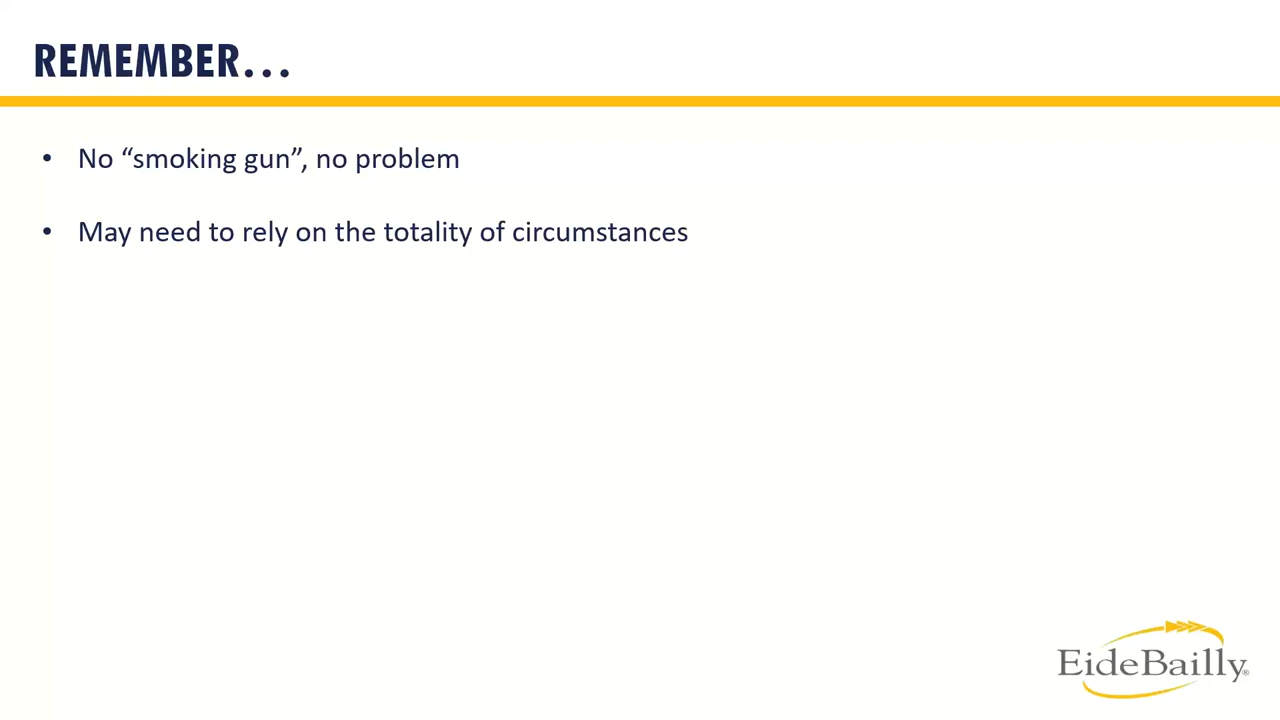 REMEMBER…
• No “smoking gun”, no problem
• May need to rely on the totality of circumstances
EideBailly®